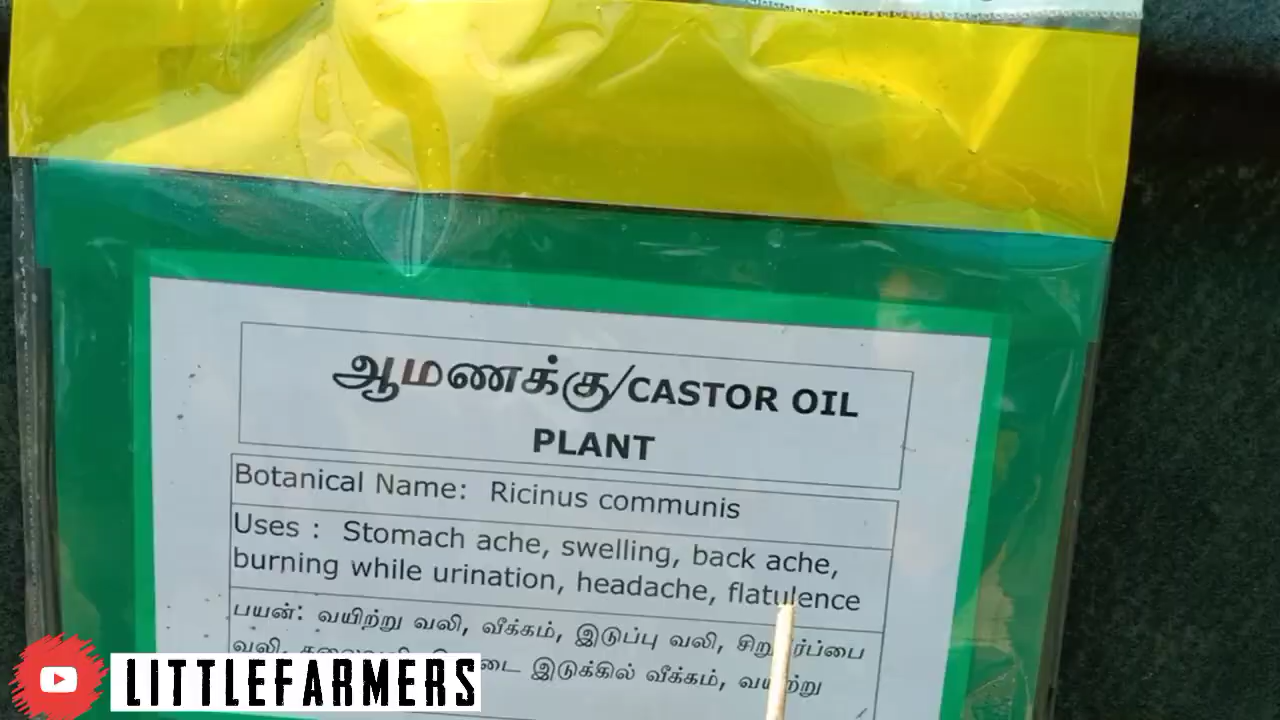 ஆமணக்கு/CASTOR OIL
PLANT
Botanical Name: Ricinus communis
Uses : Stomach ache, swelling, back ache,
burning while urination, headache, flatulence
பயன்: வயிற்று வலி, வீக்கம், இடுப்பு வலி,
வலி, இடுக்கில் வீக்கம்,
LITTLEFARMERS